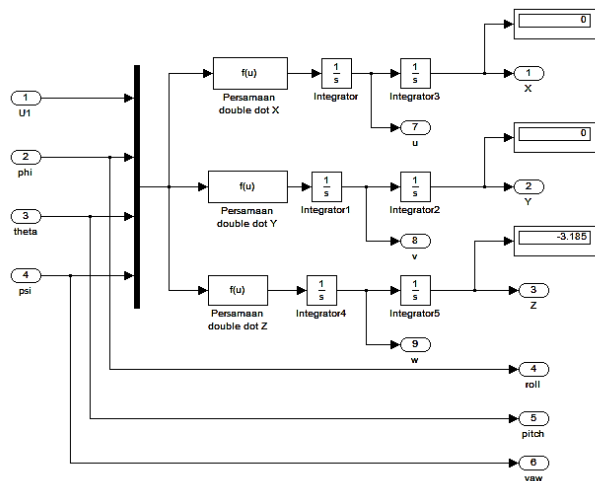 0
1
X
1
U1
f(u)
Persamaan
double dot X
1
s
Integrator
1
s
Integrator3
7
u
0
2
phi
f(u)
Persamaan
double dot Y
1
s
Integrator1
1
s
Integrator2
2
Y
8
v
3
theta
-3.185
4
psi
f(u)
Persamaan
double dot Z
1
s
Integrator4
1
s
Integrator5
3
Z
9
w
4
roll
5
pitch
6
yaw